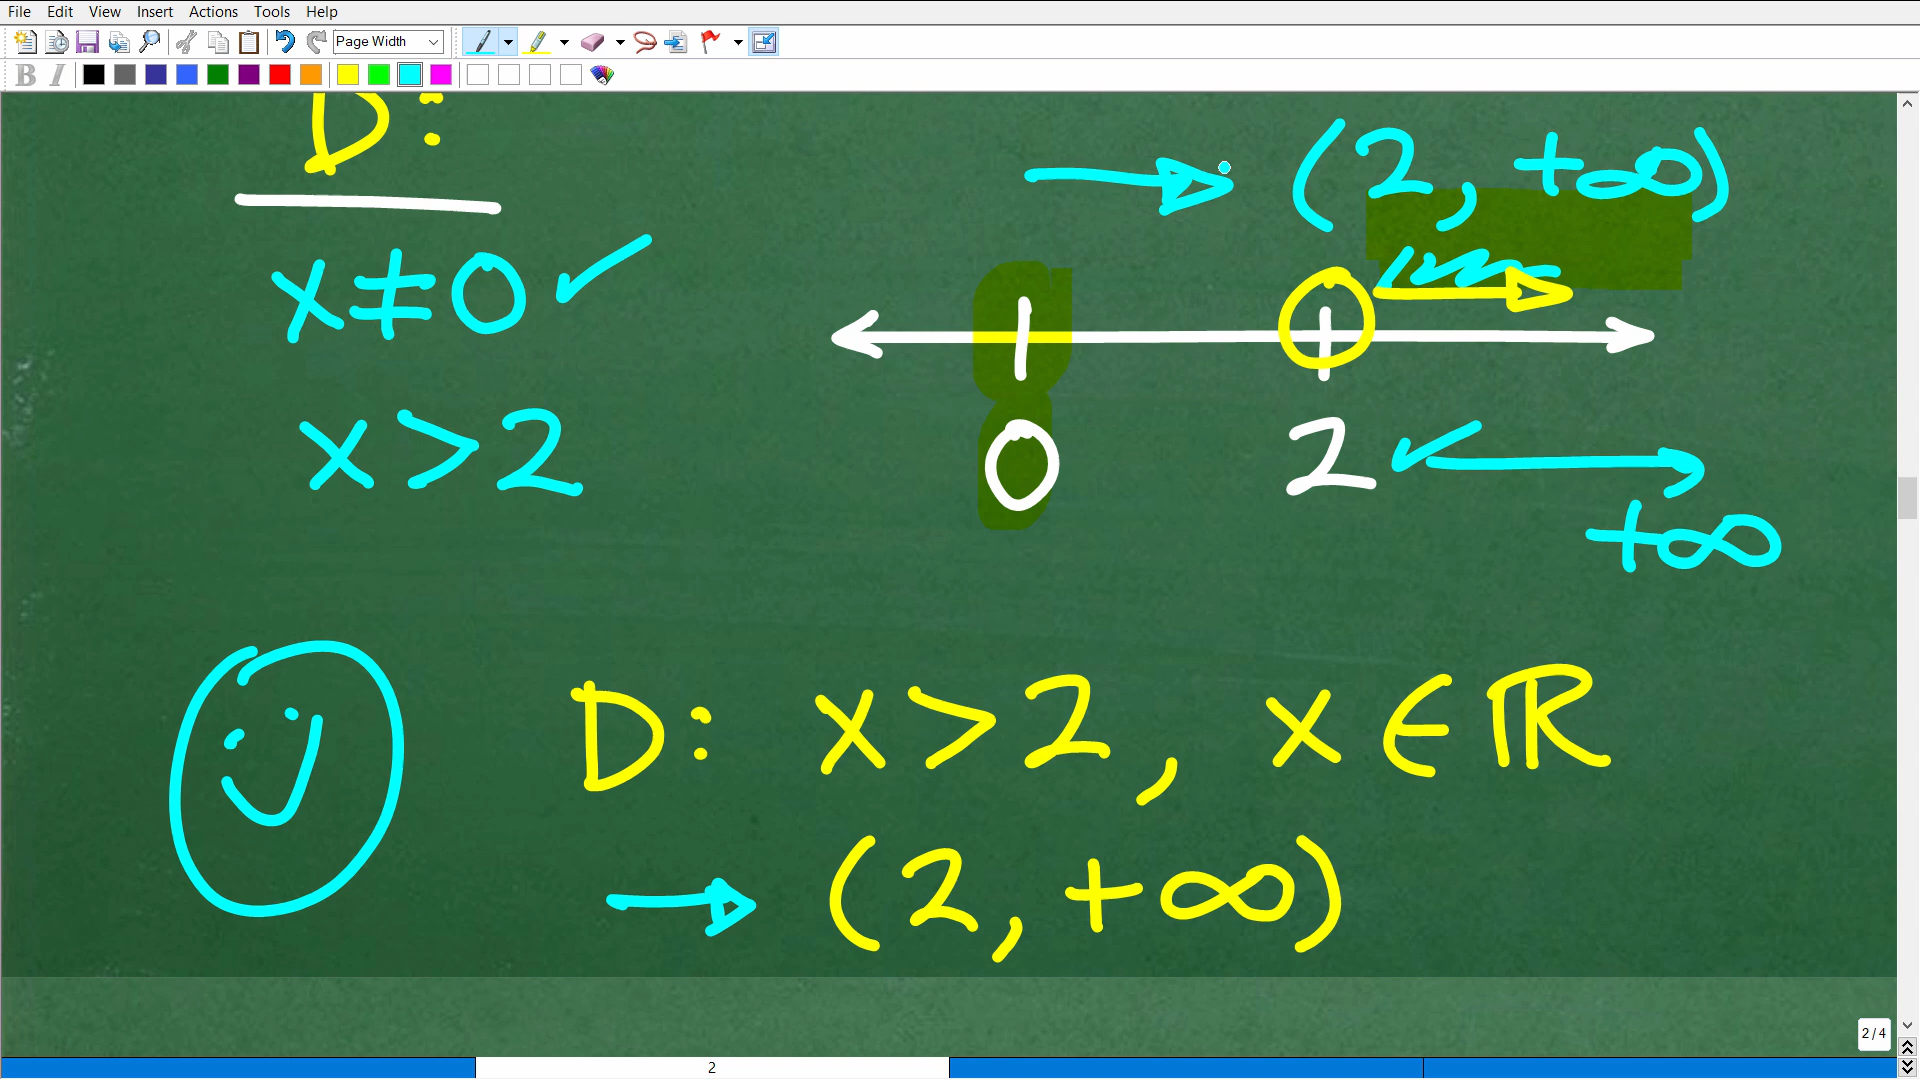 File Edit View Insert Actions Tools Help
Page Width
B I
D:
(2, +∞)
x≠0 ✓
x>2
0 2
+∞
D: x>2, x∈ℝ
(2, +∞)
2/4
2